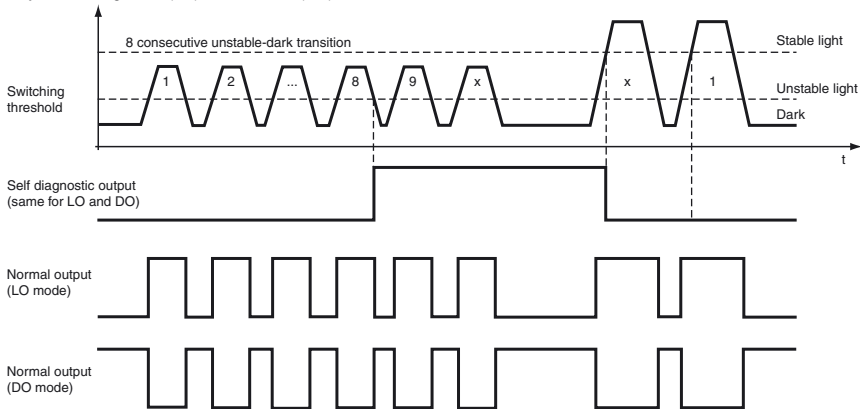 8 consecutive unstable-dark transition
Stable light
Switching
threshold
1 2 ... 8 9 x x 1
Unstable light
Dark
t
Self diagnostic output
(same for LO and DO)
Normal output
(LO mode)
Normal output
(DO mode)